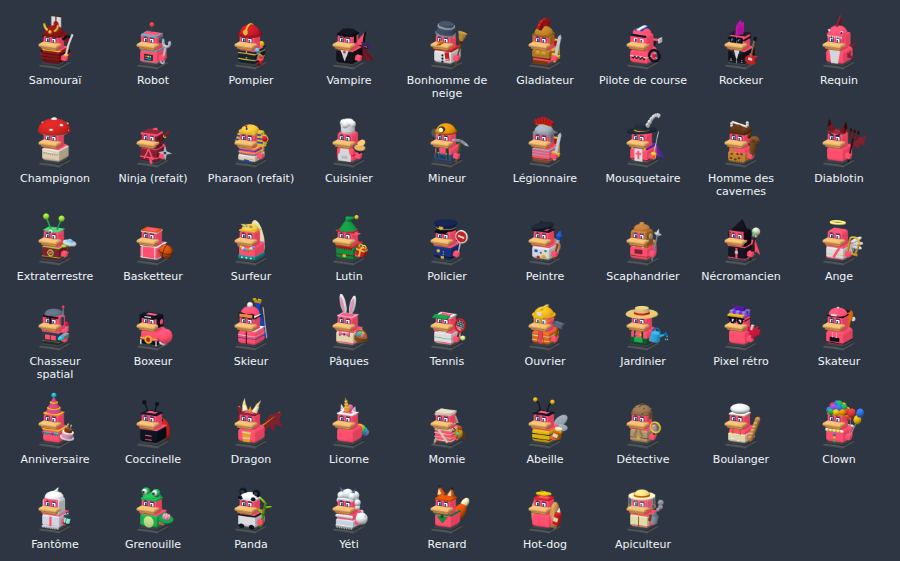 Samouraï
Robot
Pompier
Vampire
Bonhomme de
neige
Gladiateur
Pilote de course
Rockeur
Requin
Champignon
Ninja (refait)
Pharaon (refait)
Cuisinier
Mineur
Légionnaire
Mousquetaire
Homme des
cavernes
Diablotin
Extraterrestre
Basketteur
Surfeur
Lutin
Policier
Peintre
Scaphandrier
Nécromancien
Ange
Chasseur
spatial
Boxeur
Skieur
Pâques
Tennis
Ouvrier
Jardinier
Pixel rétro
Skateur
Anniversaire
Coccinelle
Dragon
Licorne
Momie
Abeille
Détective
Boulanger
Clown
Fantôme
Grenouille
Panda
Yéti
Renard
Hot-dog
Apiculteur